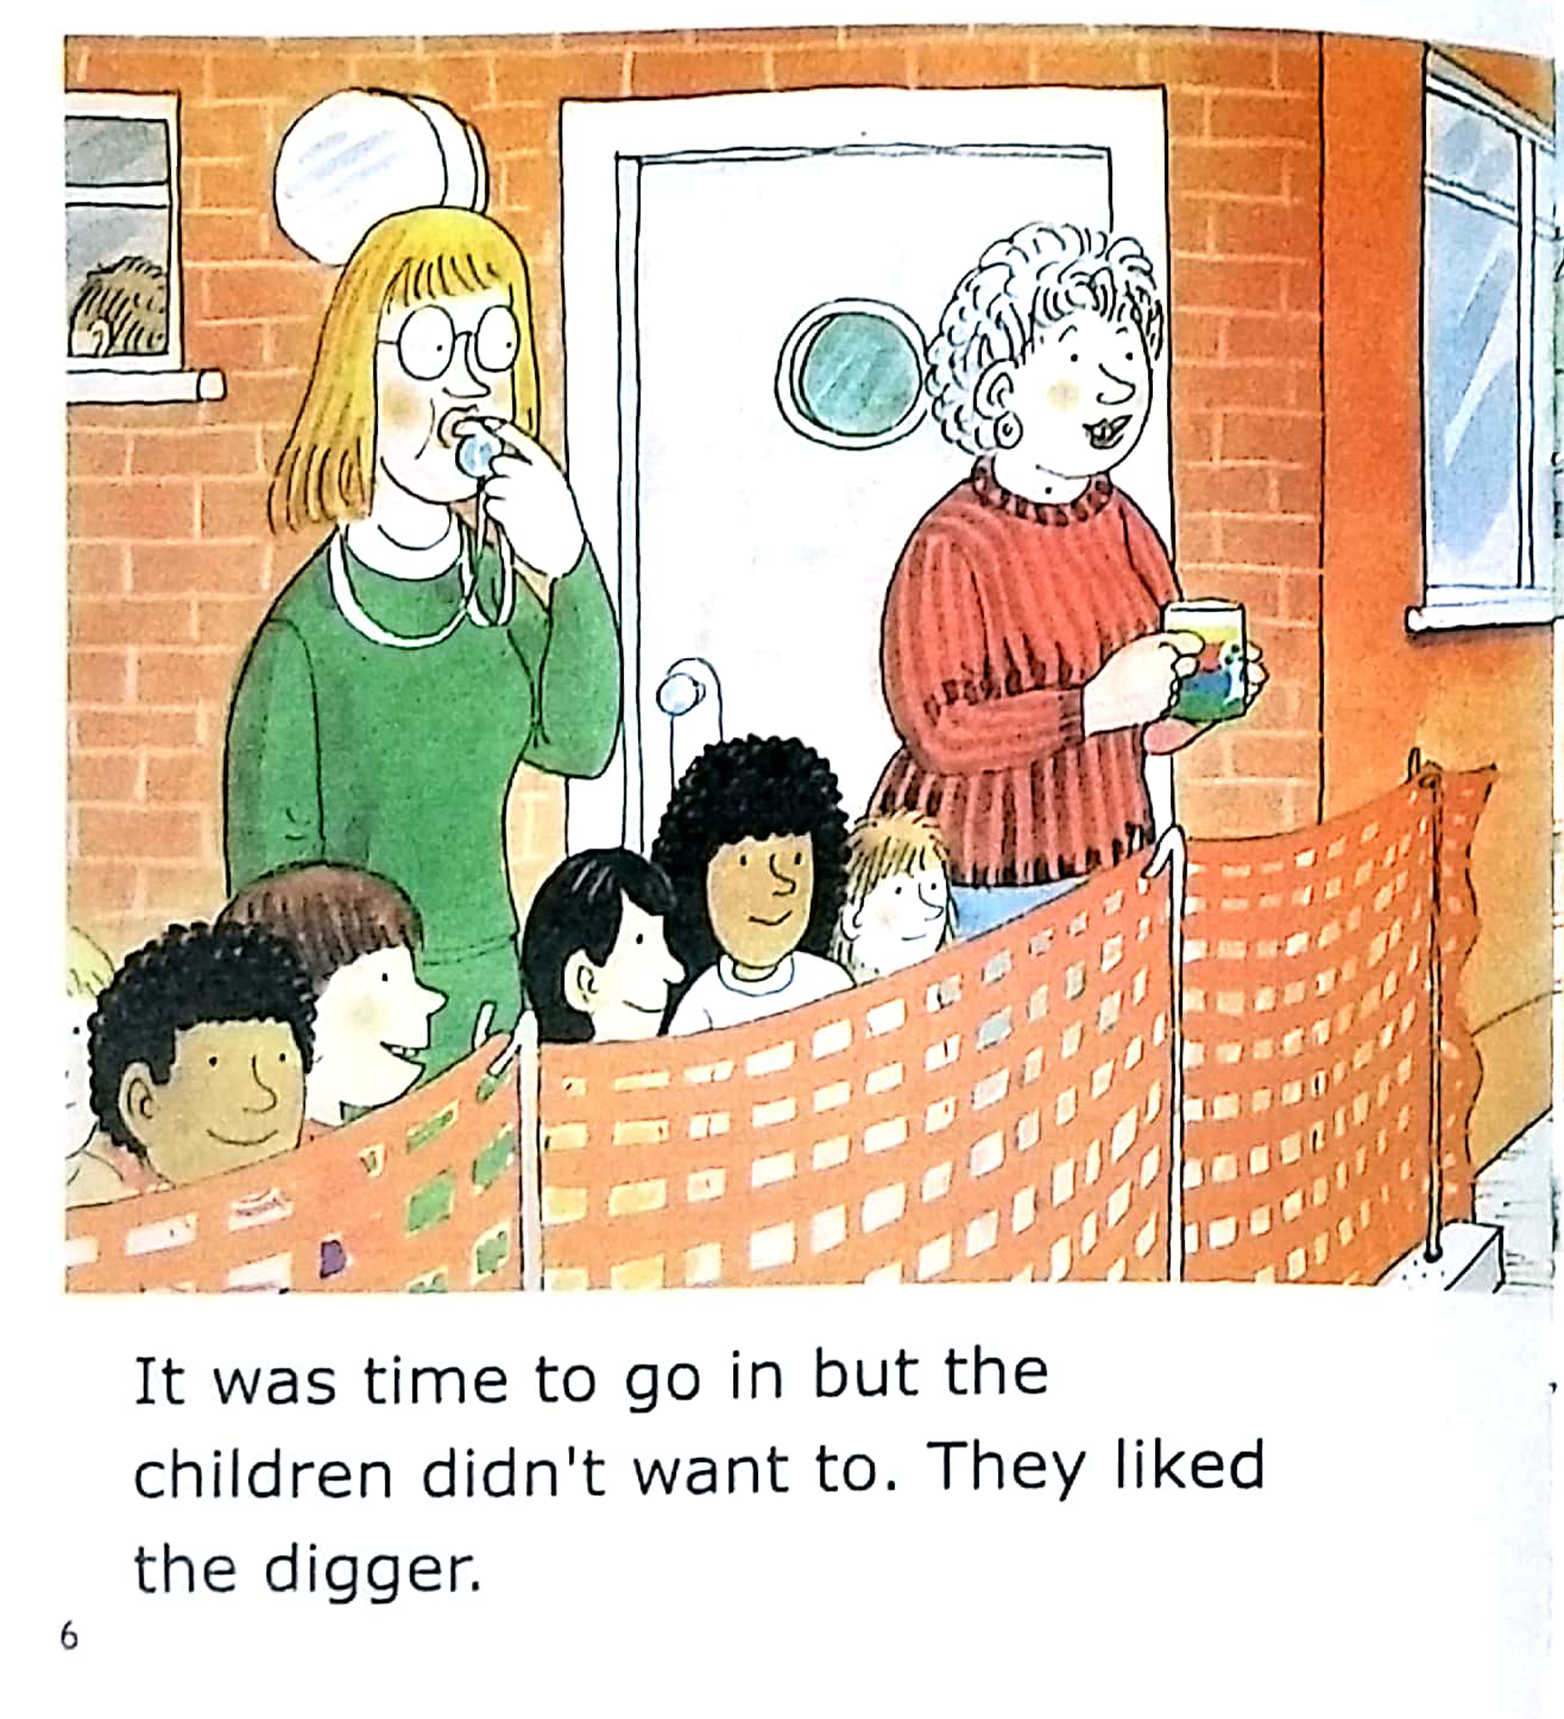 It was time to go in but the
children didn't want to. They liked
the digger.
6